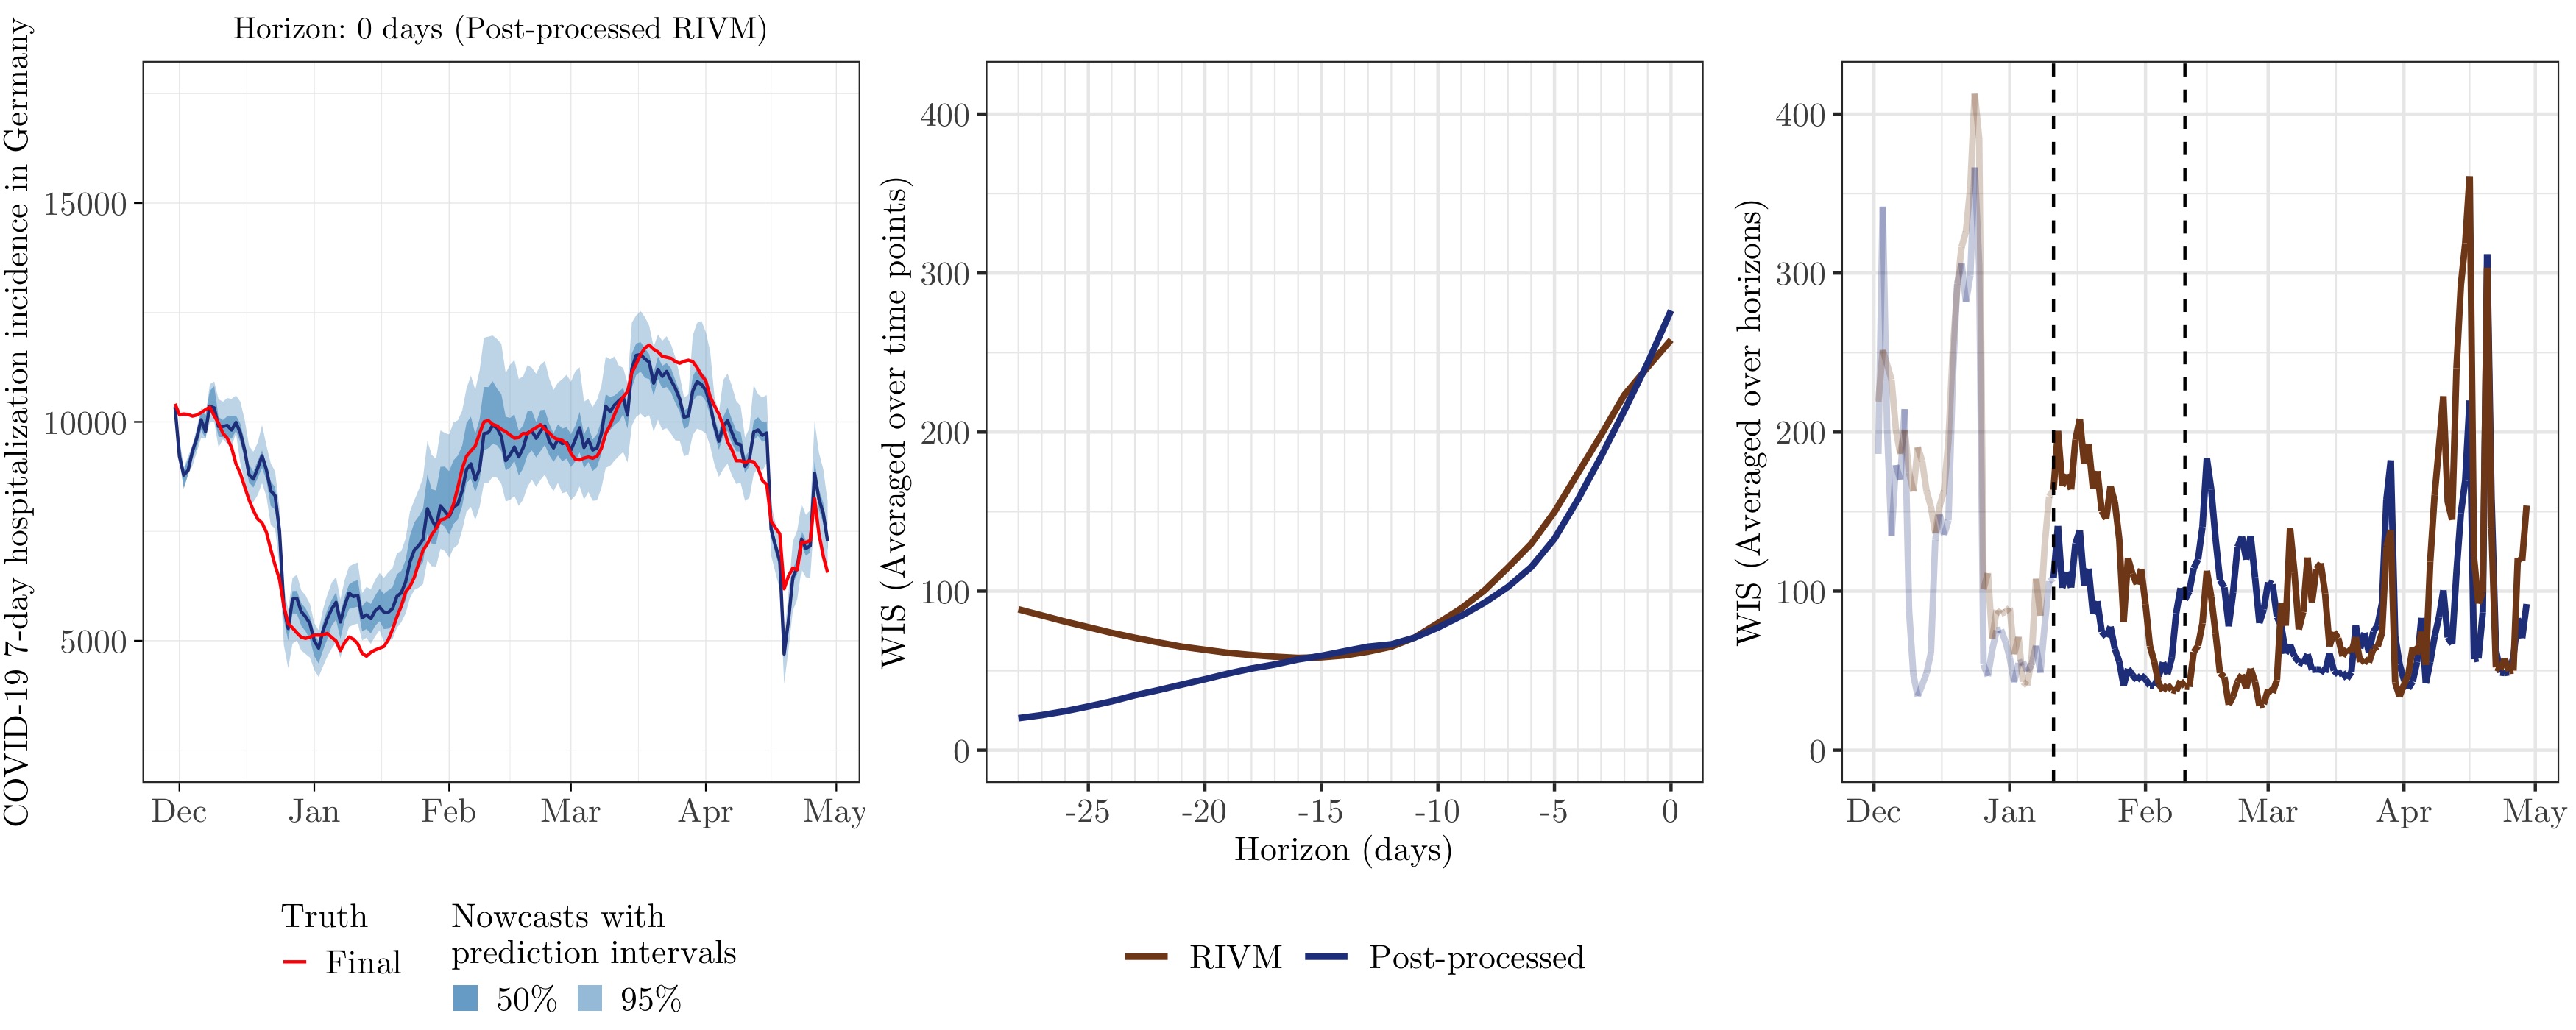 Horizon: 0 days (Post-processed RIVM)
COVID-19 7-day hospitalization incidence in Germany
15000
10000
5000
Dec Jan Feb Mar Apr May
Truth
Final
Nowcasts with
prediction intervals
50% 95%
WIS (Averaged over time points)
400
300
200
100
0
-25 -20 -15 -10 -5 0
Horizon (days)
RIVM Post-processed
WIS (Averaged over horizons)
400
300
200
100
0
Dec Jan Feb Mar Apr May